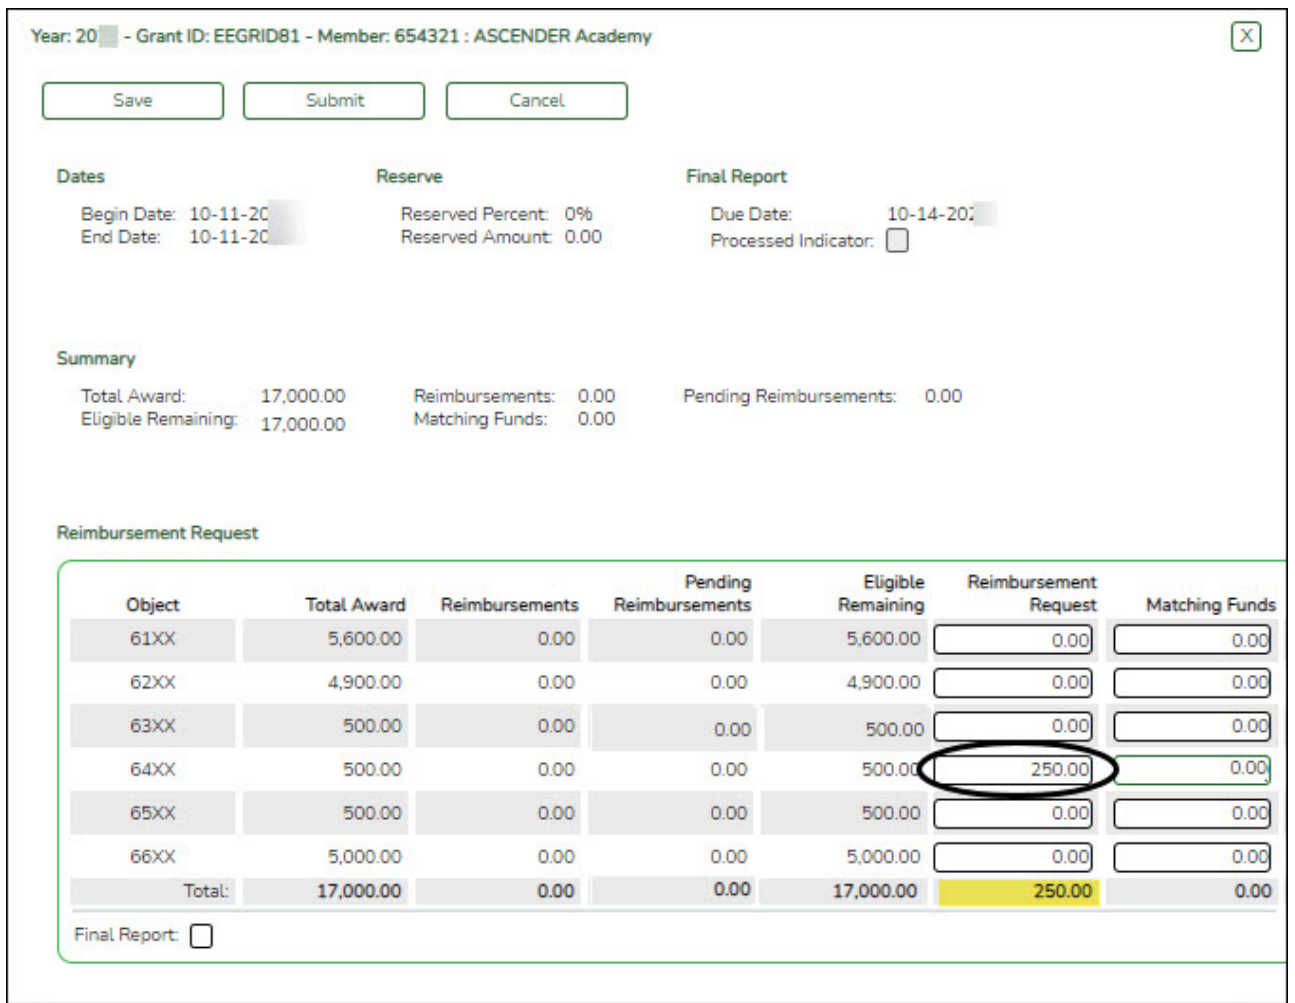 Year: 20 - Grant ID: EEGRID81 - Member: 654321 : ASCENDER Academy X
Save Submit Cancel
Dates Reserve Final Report
Begin Date: 10-11-20 Reserved Percent: 0% Due Date: 10-14-202
End Date: 10-11-20 Reserved Amount: 0.00 Processed Indicator:
Summary
Total Award: 17,000.00 Reimbursements: 0.00 Pending Reimbursements: 0.00
Eligible Remaining: 17,000.00 Matching Funds: 0.00
Reimbursement Request
Pending Eligible Reimbursement
Object Total Award Reimbursements Reimbursements Remaining Request Matching Funds
61XX 5,600.00 0.00 0.00 5,600.00 0.00 0.00
62XX 4,900.00 0.00 0.00 4,900.00 0.00 0.00
63XX 500.00 0.00 0.00 500.00 0.00 0.00
64XX 500.00 0.00 0.00 500.00 250.00 0.00
65XX 500.00 0.00 0.00 500.00 0.00 0.00
66XX 5,000.00 0.00 0.00 5,000.00 0.00 0.00
Total: 17,000.00 0.00 0.00 17,000.00 250.00 0.00
Final Report: